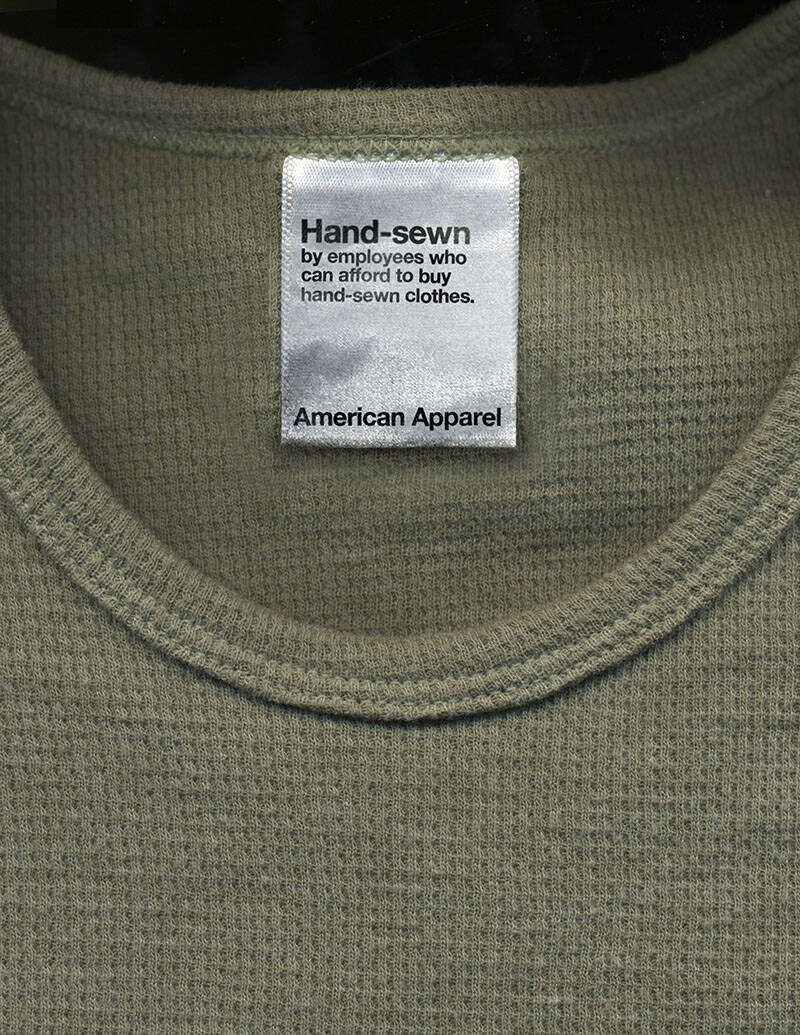 Hand-sewn
by employees who
can afford to buy
hand-sewn clothes.
American Apparel